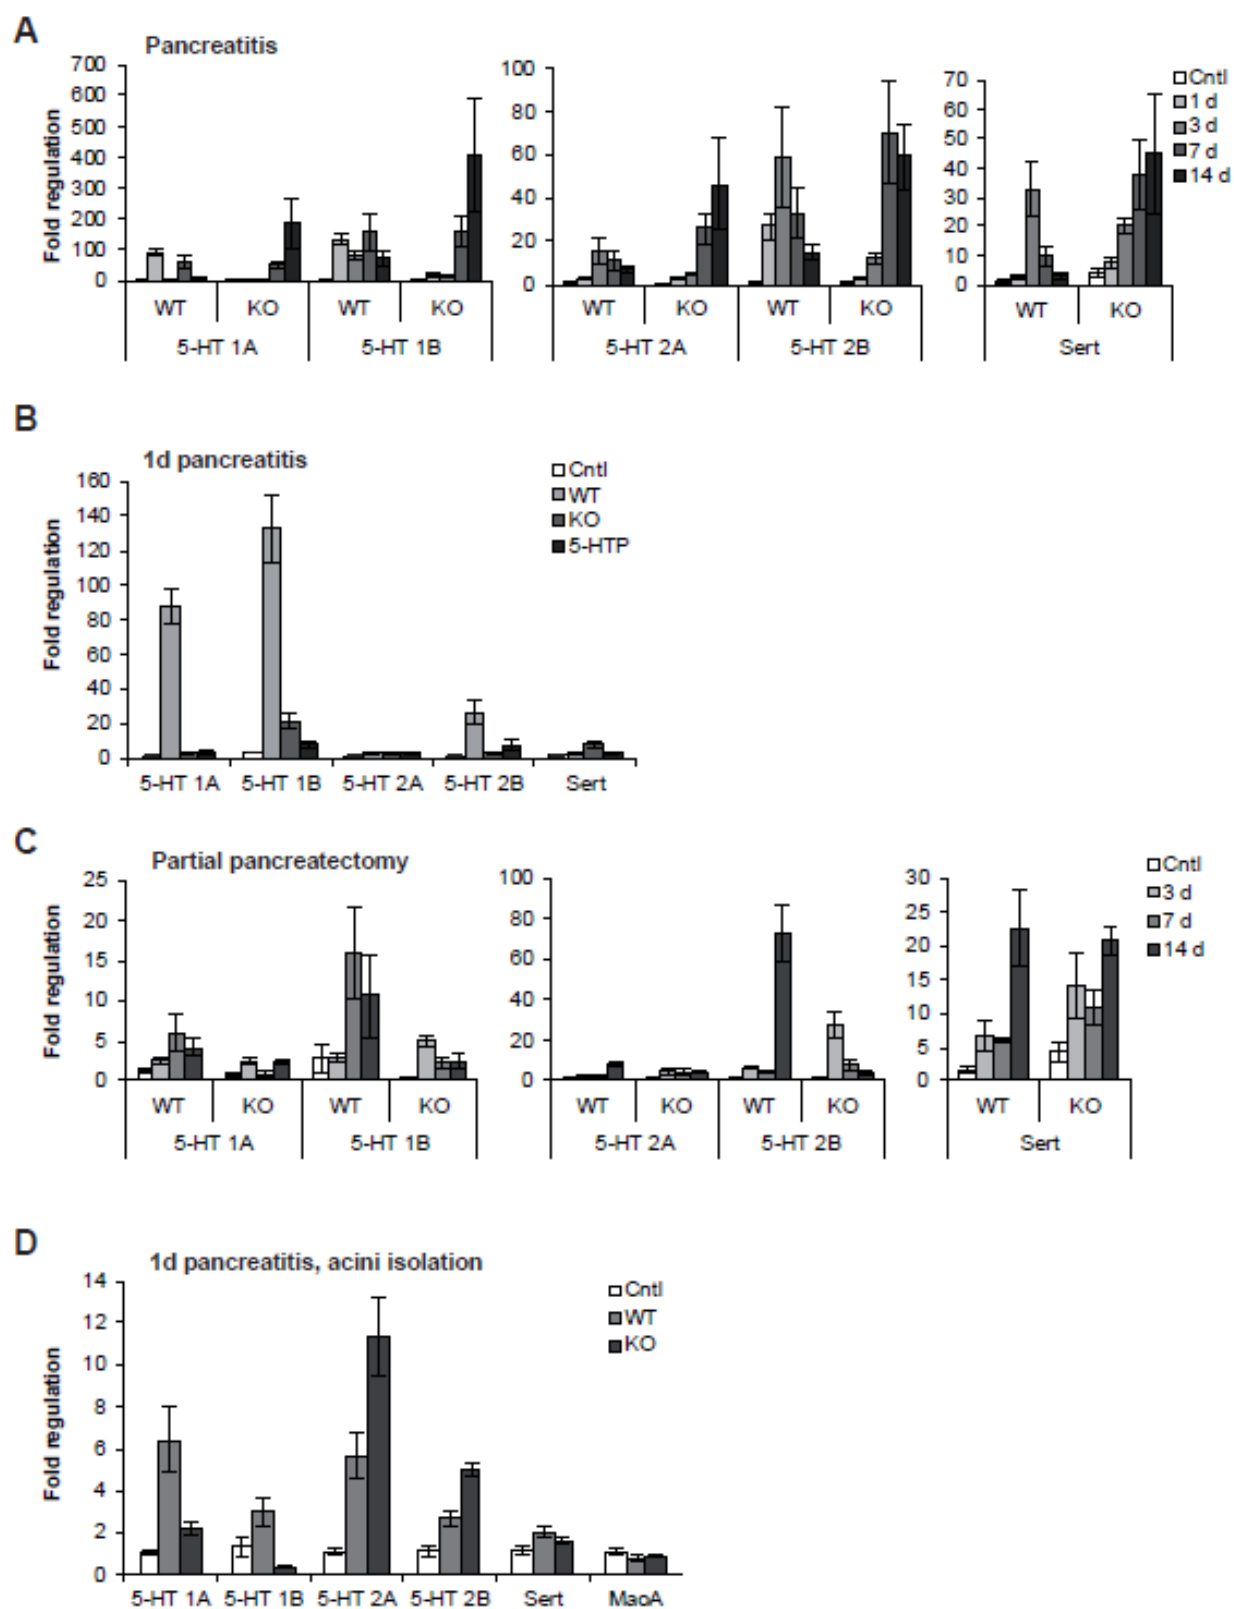 A
Pancreatitis
Fold regulation
700
600
500
400
300
200
100
0
WT KO WT KO
5-HT 1A 5-HT 1B
100
80
60
40
20
0
WT KO WT KO
5-HT 2A 5-HT 2B
70
60
50
40
30
20
10
0
WT KO
Sert
Cntl
1 d
3 d
7 d
14 d
B
1d pancreatitis
Fold regulation
160
140
120
100
80
60
40
20
0
5-HT 1A 5-HT 1B 5-HT 2A 5-HT 2B Sert
Cntl
WT
KO
5-HTP
C
Partial pancreatectomy
Fold regulation
25
20
15
10
5
0
WT KO WT KO
5-HT 1A 5-HT 1B
100
80
60
40
20
0
WT KO WT KO
5-HT 2A 5-HT 2B
30
25
20
15
10
5
0
WT KO
Sert
Cntl
3 d
7 d
14 d
D
1d pancreatitis, acini isolation
Fold regulation
14
12
10
8
6
4
2
0
5-HT 1A 5-HT 1B 5-HT 2A 5-HT 2B Sert MaoA
Cntl
WT
KO